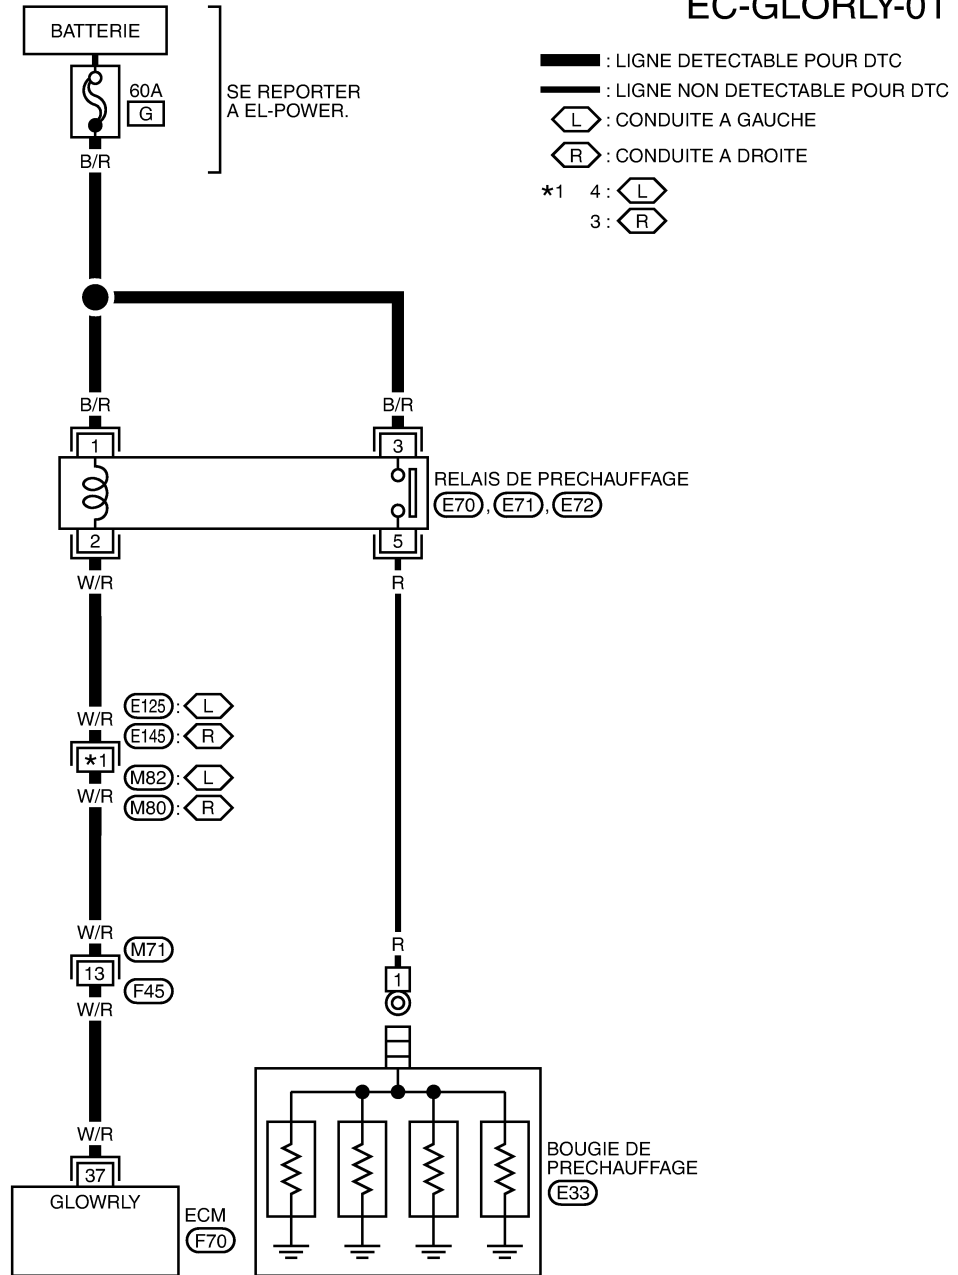 EC-GLORLY-01
BATTERIE
60A
G
SE REPORTER
A EL-POWER.
B/R
: LIGNE DETECTABLE POUR DTC
: LIGNE NON DETECTABLE POUR DTC
L : CONDUITE A GAUCHE
R : CONDUITE A DROITE
*1 4 : L
3 : R
B/R B/R
1 3
RELAIS DE PRECHAUFFAGE
E70 , E71 , E72
2 5
W/R R
E125 : L
W/R
E145 : R
*1
M82 : L
W/R
M80 : R
W/R
M71
13
F45
W/R
R
1
W/R
37
GLOWRLY
ECM
F70
BOUGIE DE
PRECHAUFFAGE
E33